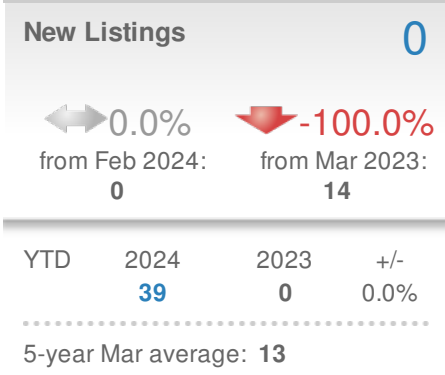 New Listings 0
0.0% -100.0%
from Feb 2024: from Mar 2023:
0 14
YTD 2024 2023 +/-
39 0 0.0%
5-year Mar average: 13